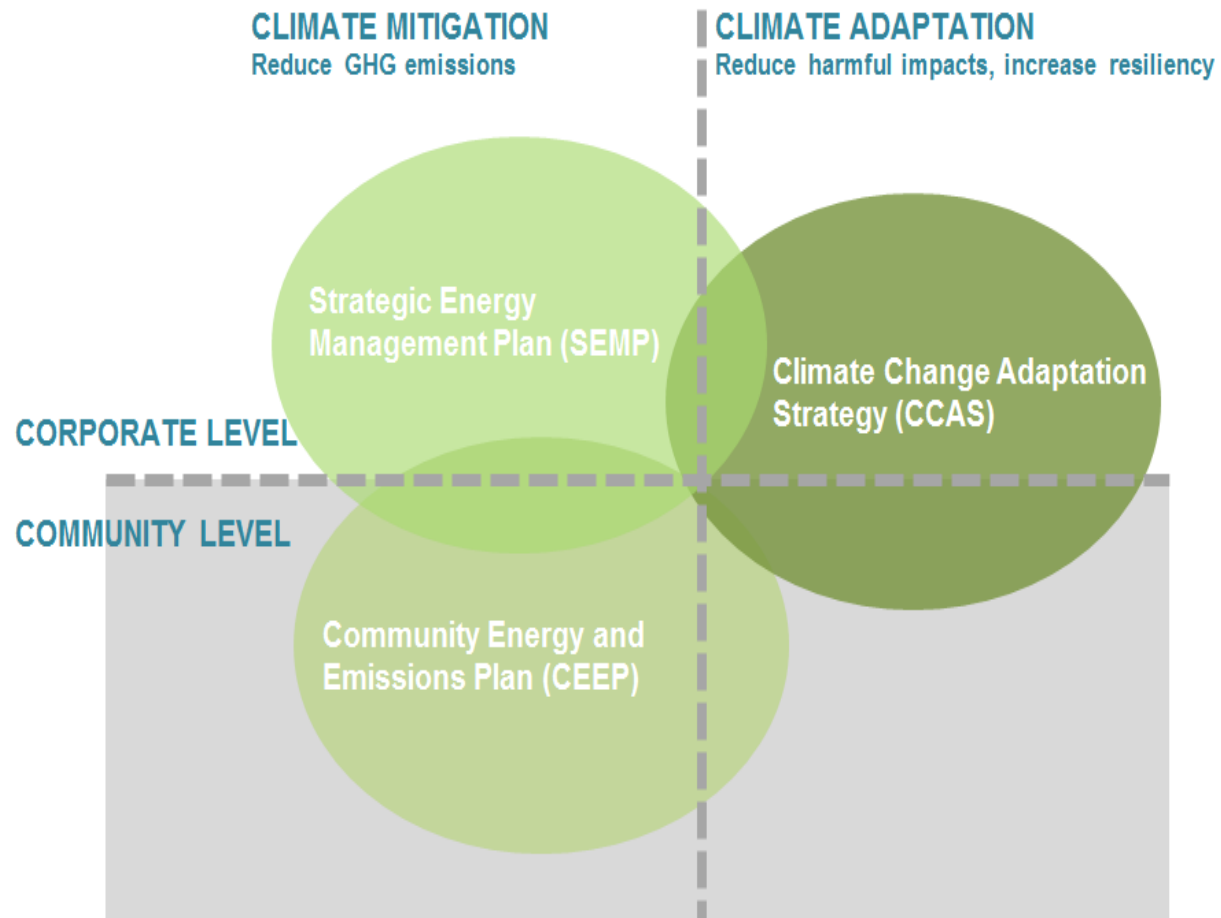 CLIMATE MITIGATION
Reduce GHG emissions
CLIMATE ADAPTATION
Reduce harmful impacts, increase resiliency
Strategic Energy
Management Plan (SEMP)
Climate Change Adaptation
Strategy (CCAS)
CORPORATE LEVEL
COMMUNITY LEVEL
Community Energy and
Emissions Plan (CEEP)